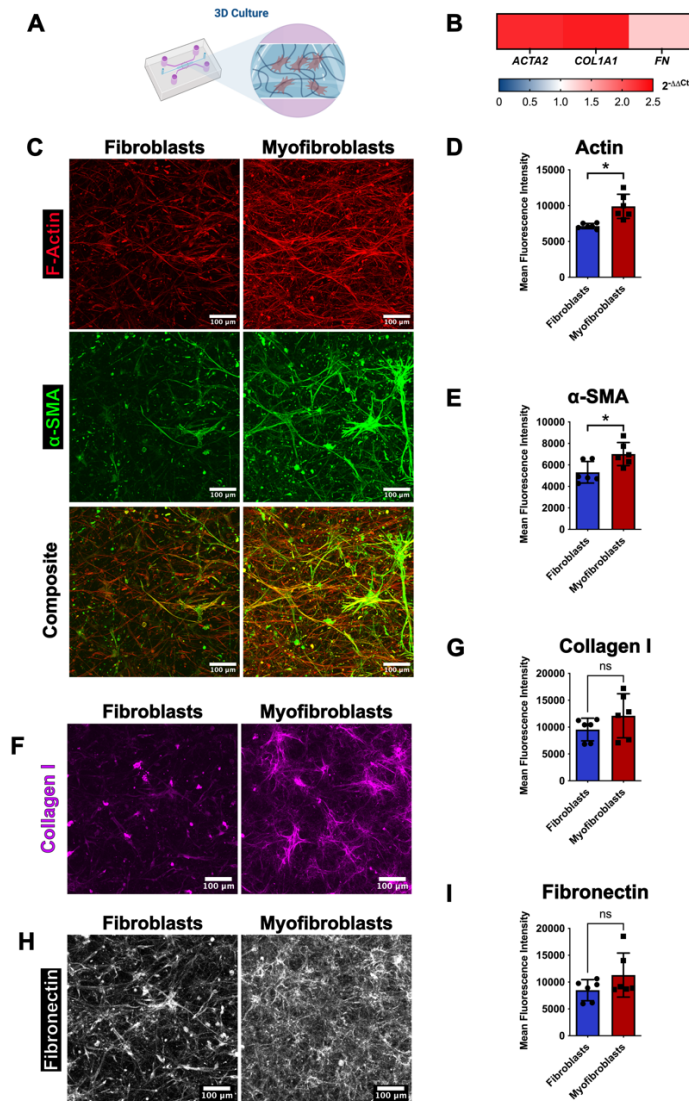 A
3D Culture
B
ACTA2 COL1A1 FN
2-ΔΔCt
0 0.5 1.0 1.5 2.0 2.5
C
Fibroblasts Myofibroblasts
F-Actin
100 µm 100 µm
α-SMA
100 µm 100 µm
Composite
100 µm 100 µm
D
Actin
*
Mean Fluorescence Intensity
15000
10000
5000
0
Fibroblasts
Myofibroblasts
E
α-SMA
*
Mean Fluorescence Intensity
10000
8000
6000
4000
2000
0
Fibroblasts
Myofibroblasts
F
Fibroblasts Myofibroblasts
Collagen I
100 µm 100 µm
G
Collagen I
ns
Mean Fluorescence Intensity
20000
15000
10000
5000
0
Fibroblasts
Myofibroblasts
H
Fibroblasts Myofibroblasts
Fibronectin
100 µm 100 µm
I
Fibronectin
ns
Mean Fluorescence Intensity
20000
15000
10000
5000
0
Fibroblasts
Myofibroblasts